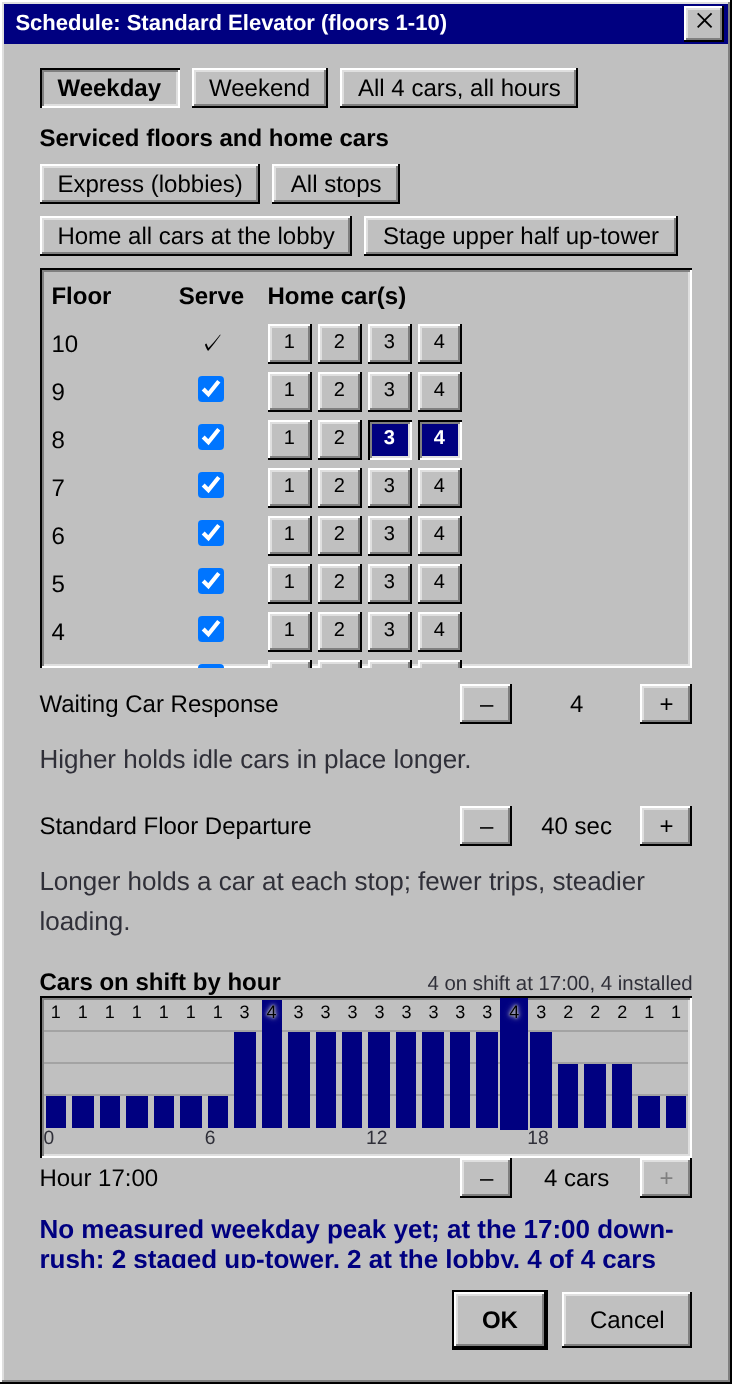 Schedule: Standard Elevator (floors 1-10)
Weekday Weekend All 4 cars, all hours
Serviced floors and home cars
Express (lobbies) All stops
Home all cars at the lobby Stage upper half up-tower
Floor Serve Home car(s)
10 ✓ 1 2 3 4
9 1 2 3 4
8 1 2 3 4
7 1 2 3 4
6 1 2 3 4
5 1 2 3 4
4 1 2 3 4
Waiting Car Response – 4 +
Higher holds idle cars in place longer.
Standard Floor Departure – 40 sec +
Longer holds a car at each stop; fewer trips, steadier
loading.
Cars on shift by hour 4 on shift at 17:00, 4 installed
1 1 1 1 1 1 1 3 4 3 3 3 3 3 3 3 3 4 3 2 2 2 1 1
0 6 12 18
Hour 17:00 – 4 cars +
No measured weekday peak yet; at the 17:00 down-
rush: 2 staged up-tower, 2 at the lobby, 4 of 4 cars
OK Cancel